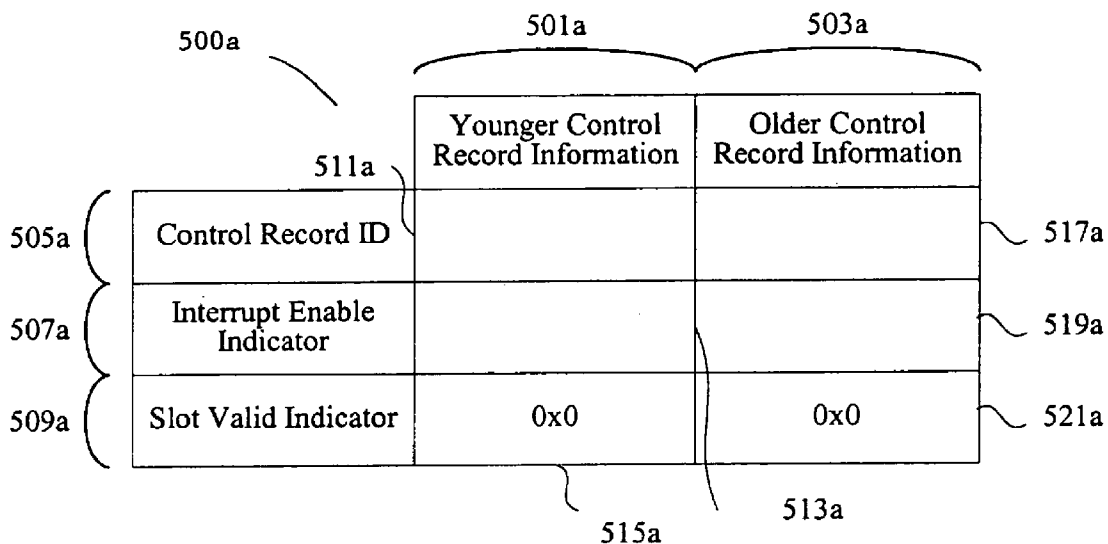 501a
503a
500a
Younger Control
Record Information
Older Control
Record Information
511a
505a
Control Record ID
517a
507a
Interrupt Enable
Indicator
519a
509a
Slot Valid Indicator
0x0
0x0
521a
515a
513a